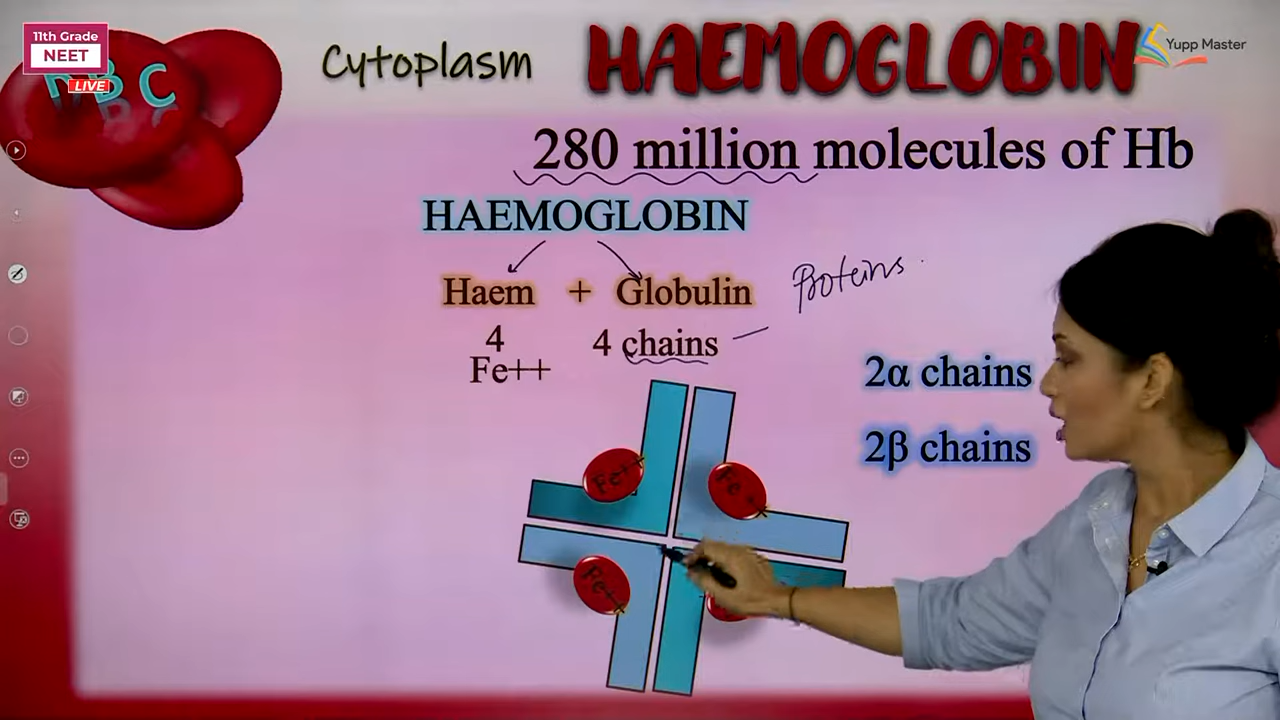 11th Grade
NEET
LIVE
RBC
Cytoplasm
HAEMOGLOBIN
Yupp Master
280 million molecules of Hb
HAEMOGLOBIN
Haem + Globulin
Proteins
4
4 chains
Fe++
2α chains
2β chains
Fe++
Fe++
Fe++